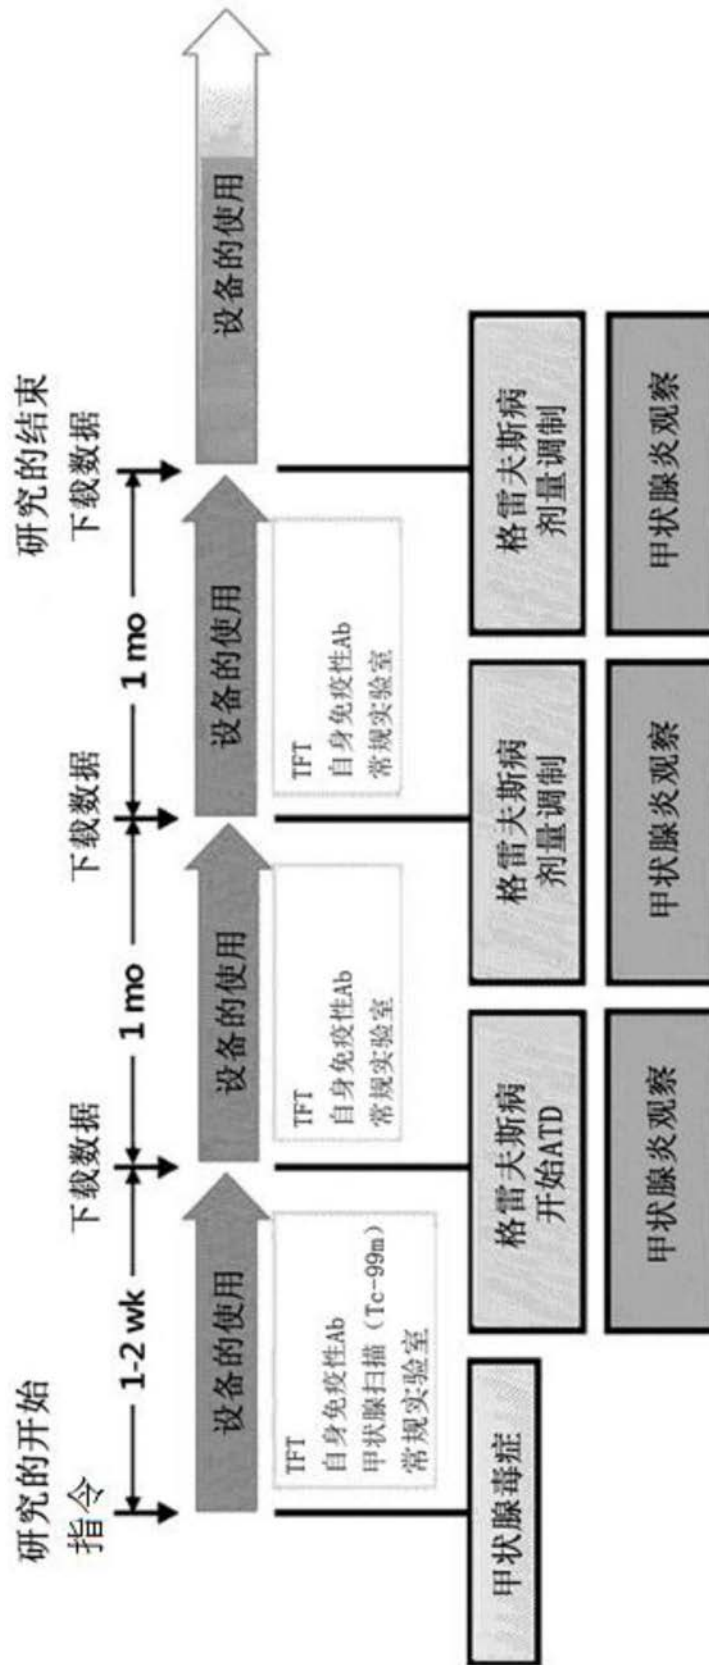 研究的开始
指令
研究的结束
下载数据
下载数据
下载数据
1-2 wk
1 mo
1 mo
设备的使用
设备的使用
设备的使用
设备的使用
TFT
自身免疫性Ab
甲状腺扫描（Tc-99m）
常规实验室
TFT
自身免疫性Ab
常规实验室
TFT
自身免疫性Ab
常规实验室
甲状腺毒症
格雷夫斯病
开始ATD
格雷夫斯病
剂量调制
格雷夫斯病
剂量调制
甲状腺炎观察
甲状腺炎观察
甲状腺炎观察